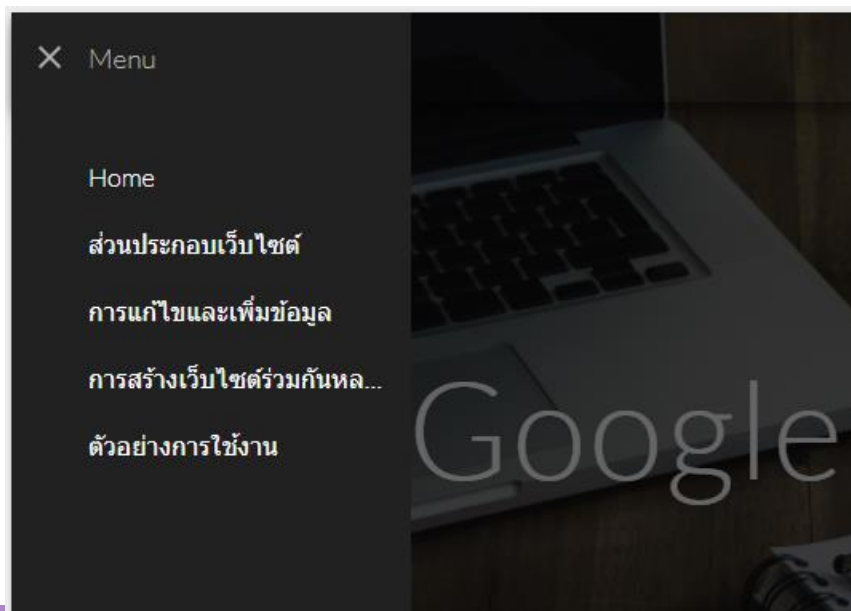 Menu
Home
ส่วนประกอบเว็บไซต์
การแก้ไขและเพิ่มข้อมูล
การสร้างเว็บไซต์ร่วมกันหล...
ตัวอย่างการใช้งาน
Google